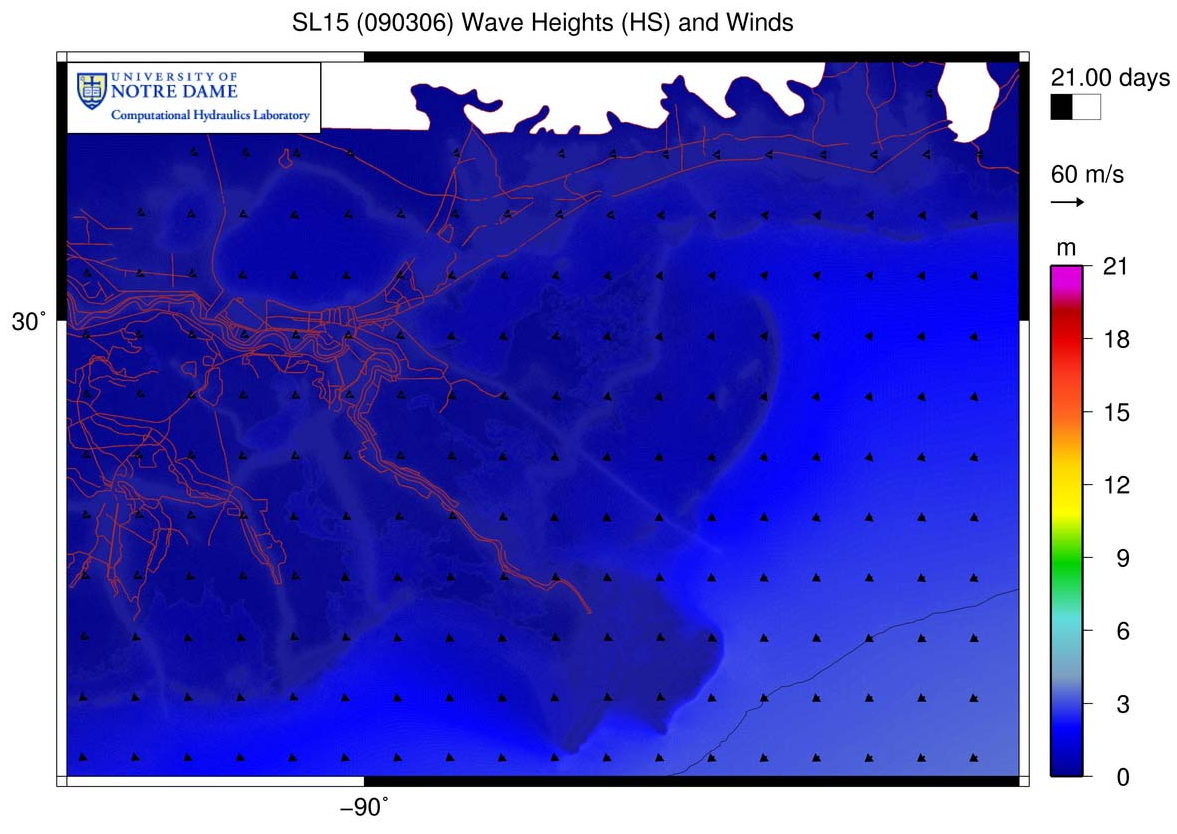 SL15 (090306) Wave Heights (HS) and Winds
UNIVERSITY OF
NOTRE DAME
Computational Hydraulics Laboratory
21.00 days
60 m/s
m
21
18
15
12
9
6
3
0
30˚
−90˚